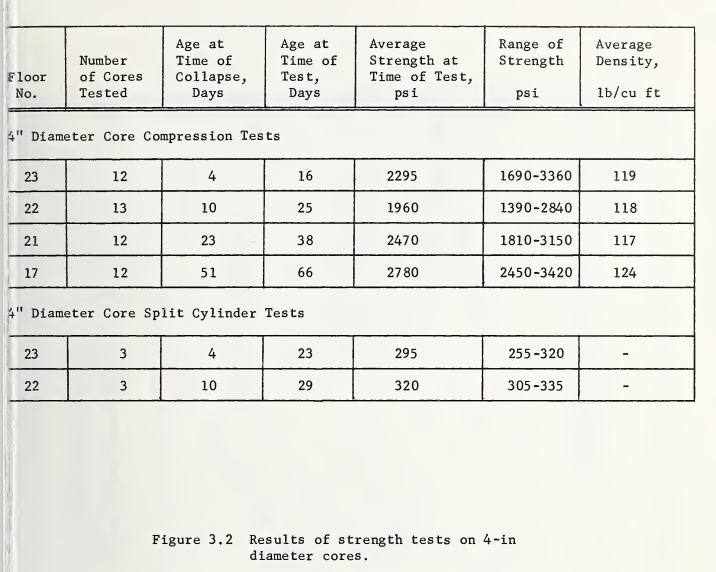 Floor No. | Number of Cores Tested | Age at Time of Collapse, Days | Age at Time of Test, Days | Average Strength at Time of Test, psi | Range of Strength psi | Average Density, lb/cu ft
4" Diameter Core Compression Tests
23 | 12 | 4 | 16 | 2295 | 1690-3360 | 119
22 | 13 | 10 | 25 | 1960 | 1390-2840 | 118
21 | 12 | 23 | 38 | 2470 | 1810-3150 | 117
17 | 12 | 51 | 66 | 2780 | 2450-3420 | 124
4" Diameter Core Split Cylinder Tests
23 | 3 | 4 | 23 | 295 | 255-320 | -
22 | 3 | 10 | 29 | 320 | 305-335 | -
Figure 3.2 Results of strength tests on 4-in
diameter cores.